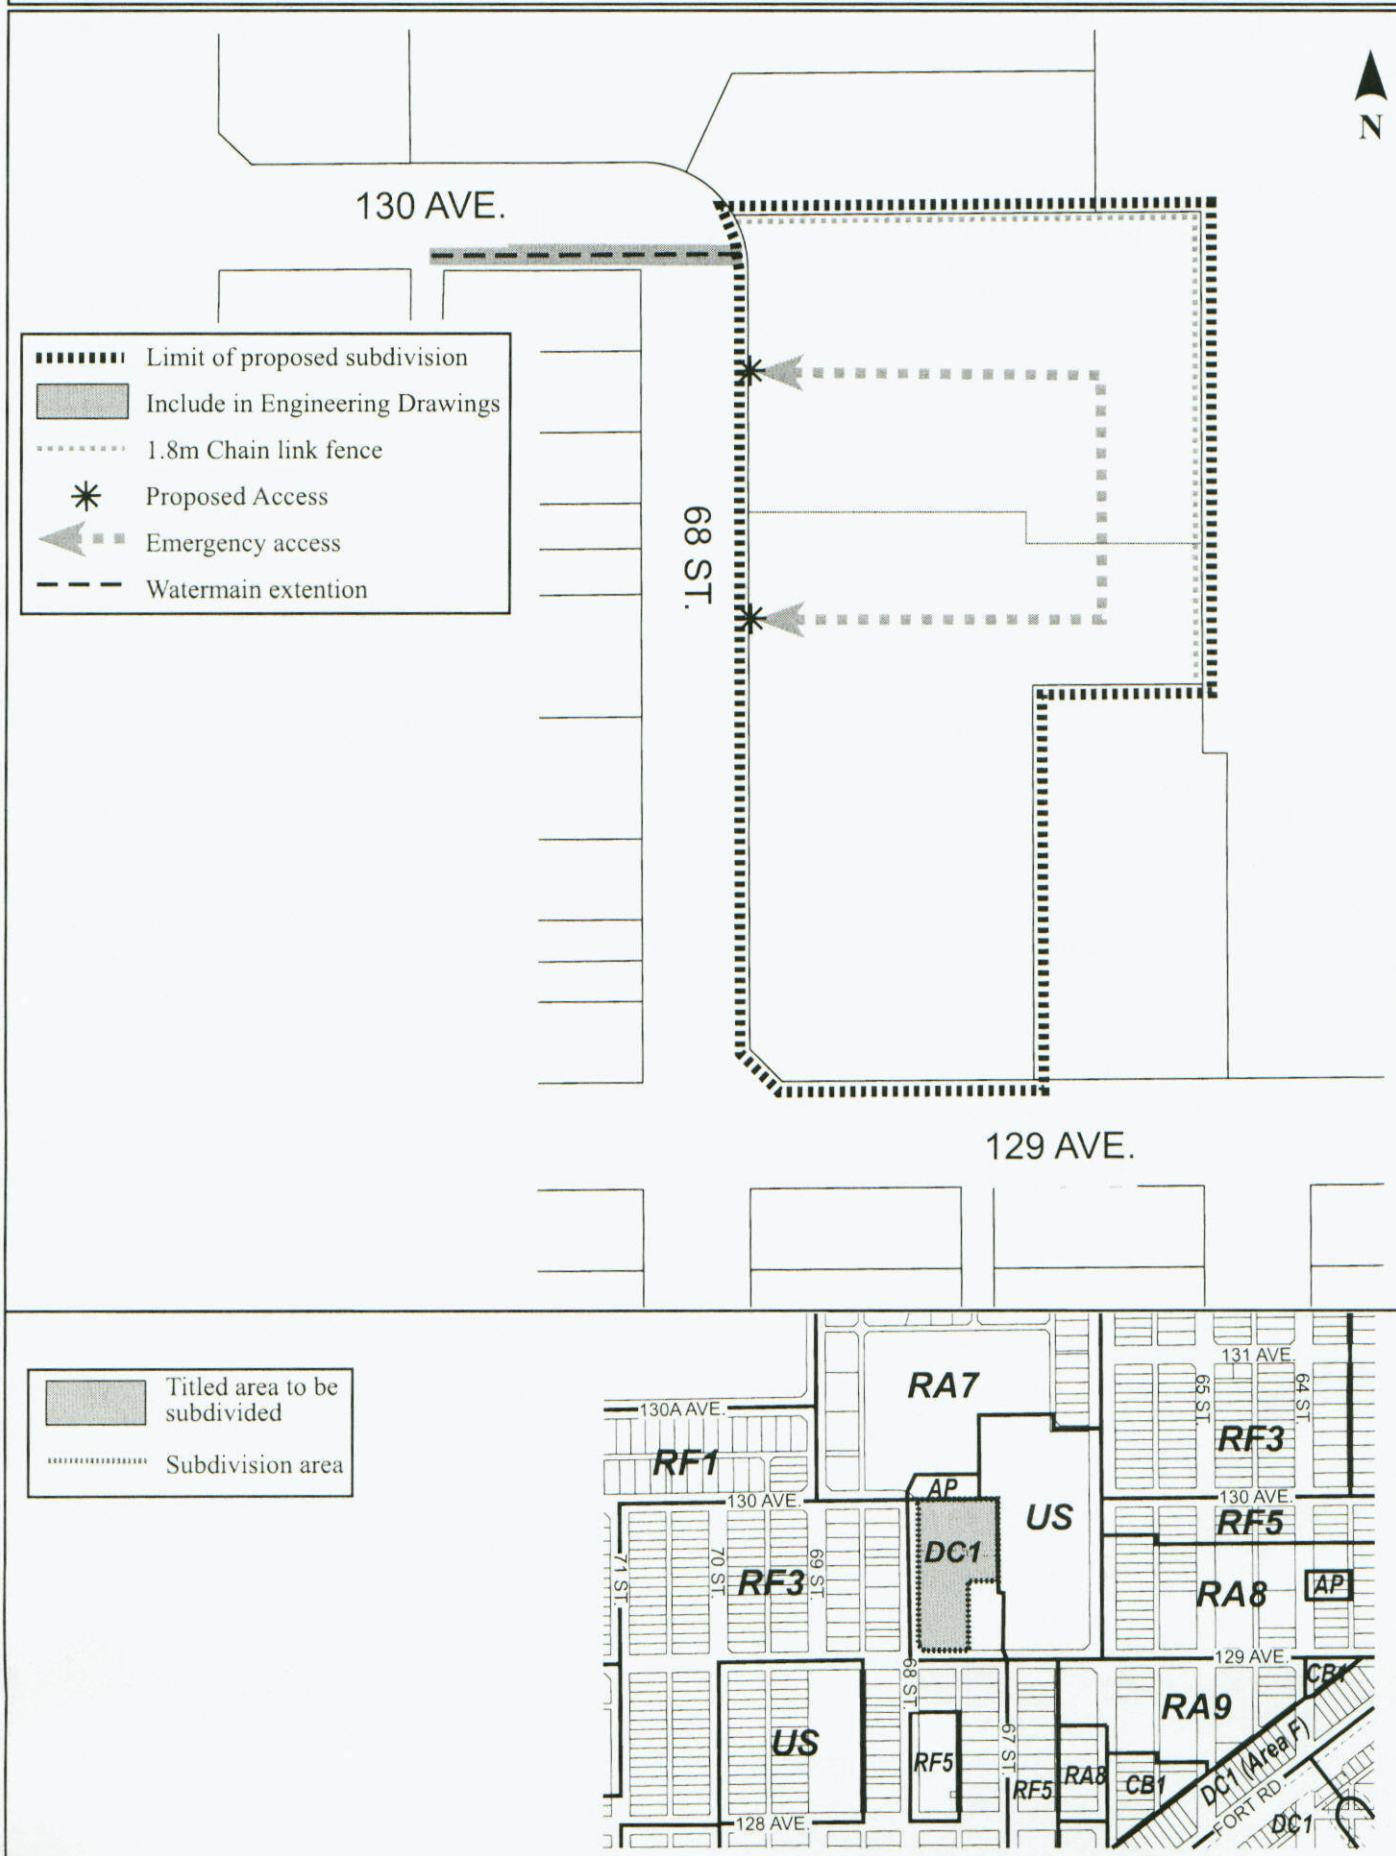 N
130 AVE.
Limit of proposed subdivision
Include in Engineering Drawings
1.8m Chain link fence
Proposed Access
Emergency access
Watermain extention
68 ST.
129 AVE.
Titled area to be
subdivided
Subdivision area
131 AVE.
RA7
65 ST.
64 ST.
130A AVE.
RF3
RF1
AP
130 AVE.
130 AVE.
US
RF5
DC1
71 ST.
70 ST.
RF3
69 ST.
RA8
AP
129 AVE.
68 ST.
CB1
RA9
US
67 ST.
RF5
RF5
RA8
CB1
DC1 (Area F)
FORT RD.
DC1
128 AVE.